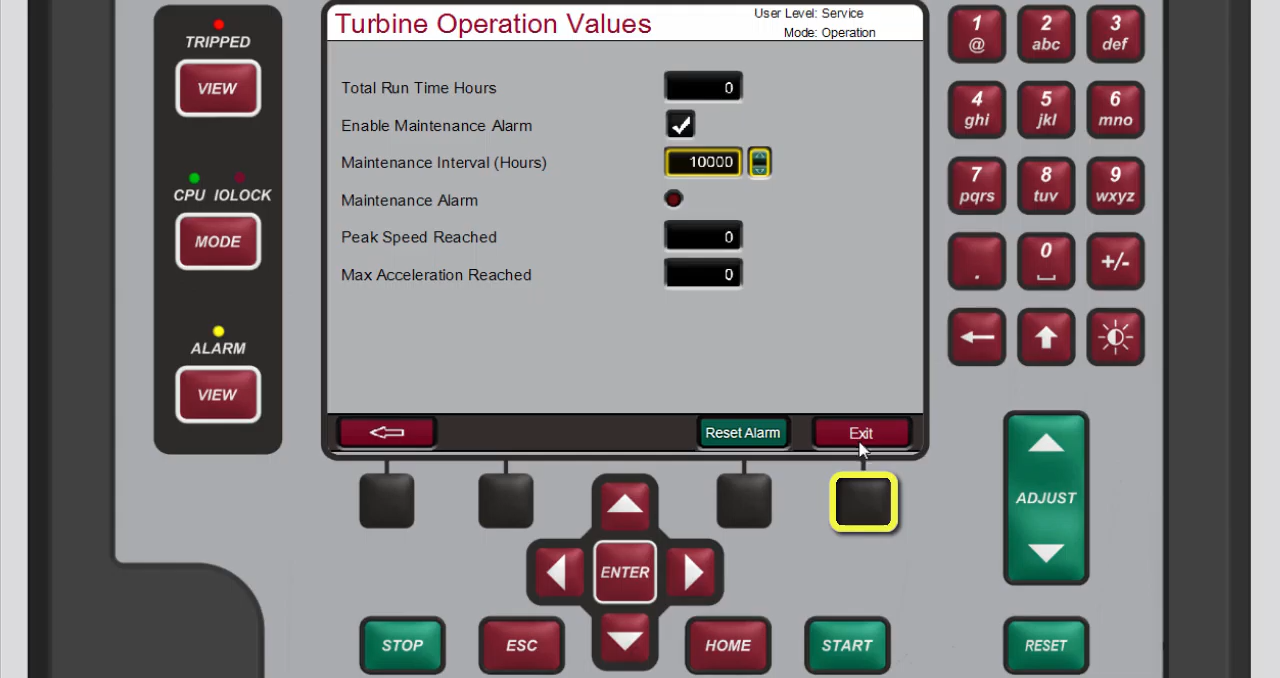 Turbine Operation Values
User Level: Service
Mode: Operation
Total Run Time Hours 0
Enable Maintenance Alarm
Maintenance Interval (Hours) 10000
Maintenance Alarm
Peak Speed Reached 0
Max Acceleration Reached 0
Reset Alarm Exit
TRIPPED
VIEW
CPU IOLOCK
MODE
ALARM
VIEW
1 @
2 abc
3 def
4 ghi
5 jkl
6 mno
7 pqrs
8 tuv
9 wxyz
.
0
+/-
ADJUST
ENTER
STOP
ESC
HOME
START
RESET